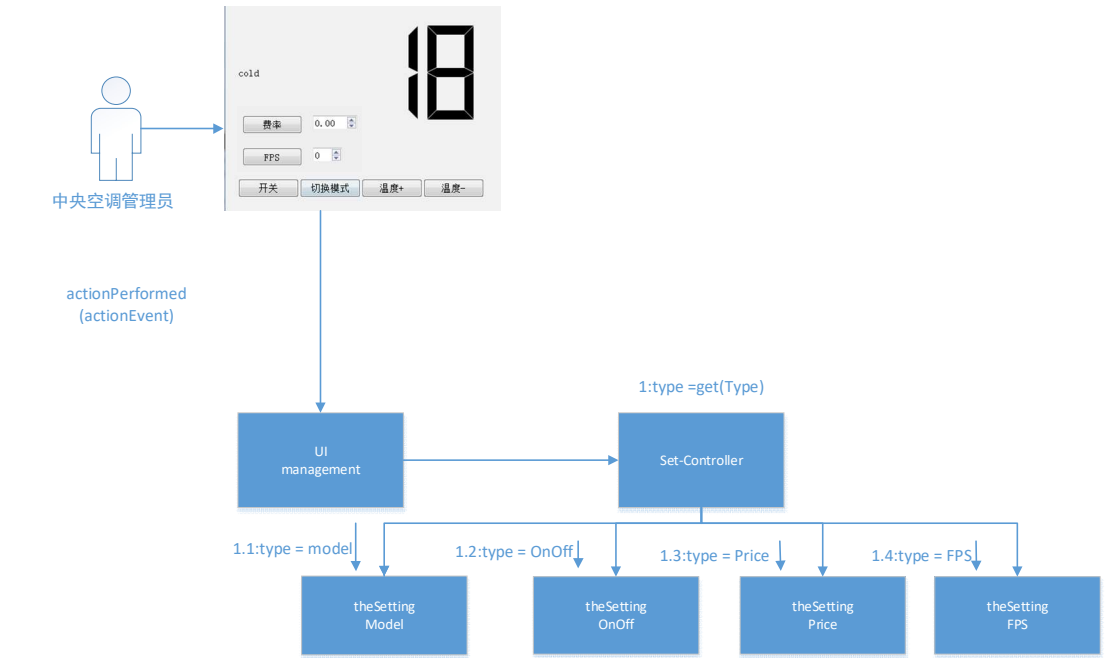 18
cold
费率 0.00
FPS 0
开关 切换模式 温度+ 温度-
中央空调管理员
actionPerformed
(actionEvent)
1:type =get(Type)
UI
management
Set-Controller
1.1:type = model
1.2:type = OnOff
1.3:type = Price
1.4:type = FPS
theSetting
Model
theSetting
OnOff
theSetting
Price
theSetting
FPS